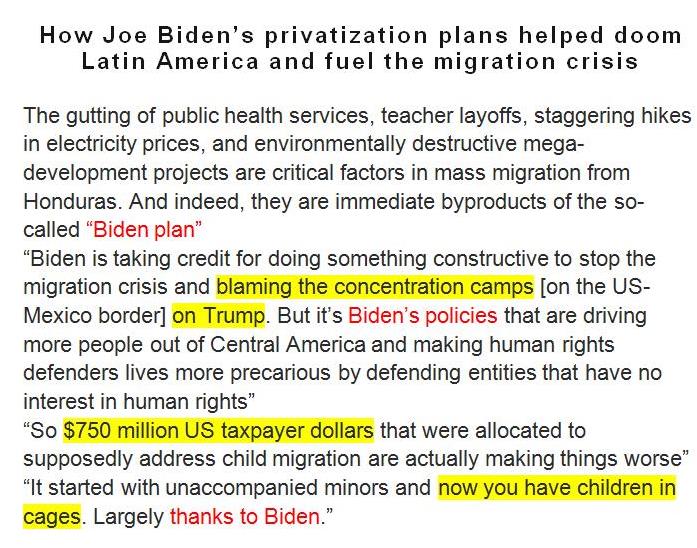 How Joe Biden’s privatization plans helped doom
Latin America and fuel the migration crisis
The gutting of public health services, teacher layoffs, staggering hikes
in electricity prices, and environmentally destructive mega-
development projects are critical factors in mass migration from
Honduras. And indeed, they are immediate byproducts of the so-
called “Biden plan”
“Biden is taking credit for doing something constructive to stop the
migration crisis and blaming the concentration camps [on the US-
Mexico border] on Trump. But it’s Biden’s policies that are driving
more people out of Central America and making human rights
defenders lives more precarious by defending entities that have no
interest in human rights”
“So $750 million US taxpayer dollars that were allocated to
supposedly address child migration are actually making things worse”
“It started with unaccompanied minors and now you have children in
cages. Largely thanks to Biden.”